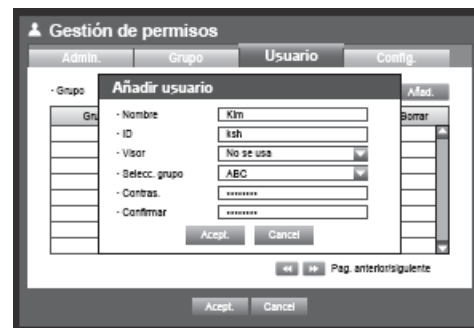 Gestión de permisos
Admin. Grupo Usuario Config.
- Grupo Añad.
Gru Borrar
Añadir usuario
- Nombre Kim
- ID ksh
- Visor No se usa
- Selecc. grupo ABC
- Contras. ********
- Confirmar ********
Acept. Cancel
Pag. anterior/siguiente
Acept. Cancel